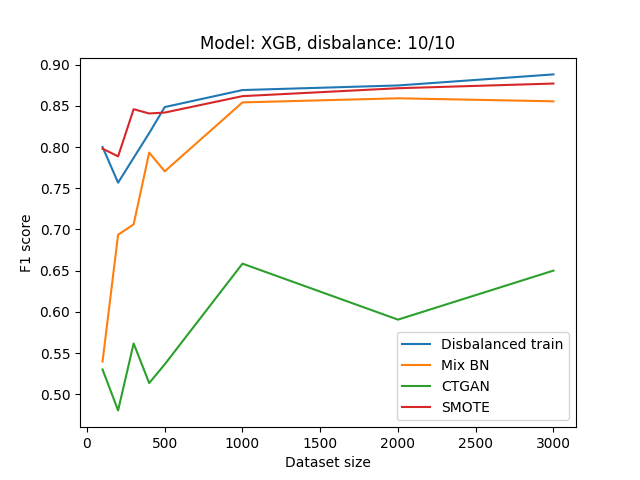 Model: XGB, disbalance: 10/10
F1 score
0.90
0.85
0.80
0.75
0.70
0.65
0.60
0.55
0.50
Disbalanced train
Mix BN
CTGAN
SMOTE
0
500
1000
1500
2000
2500
3000
Dataset size